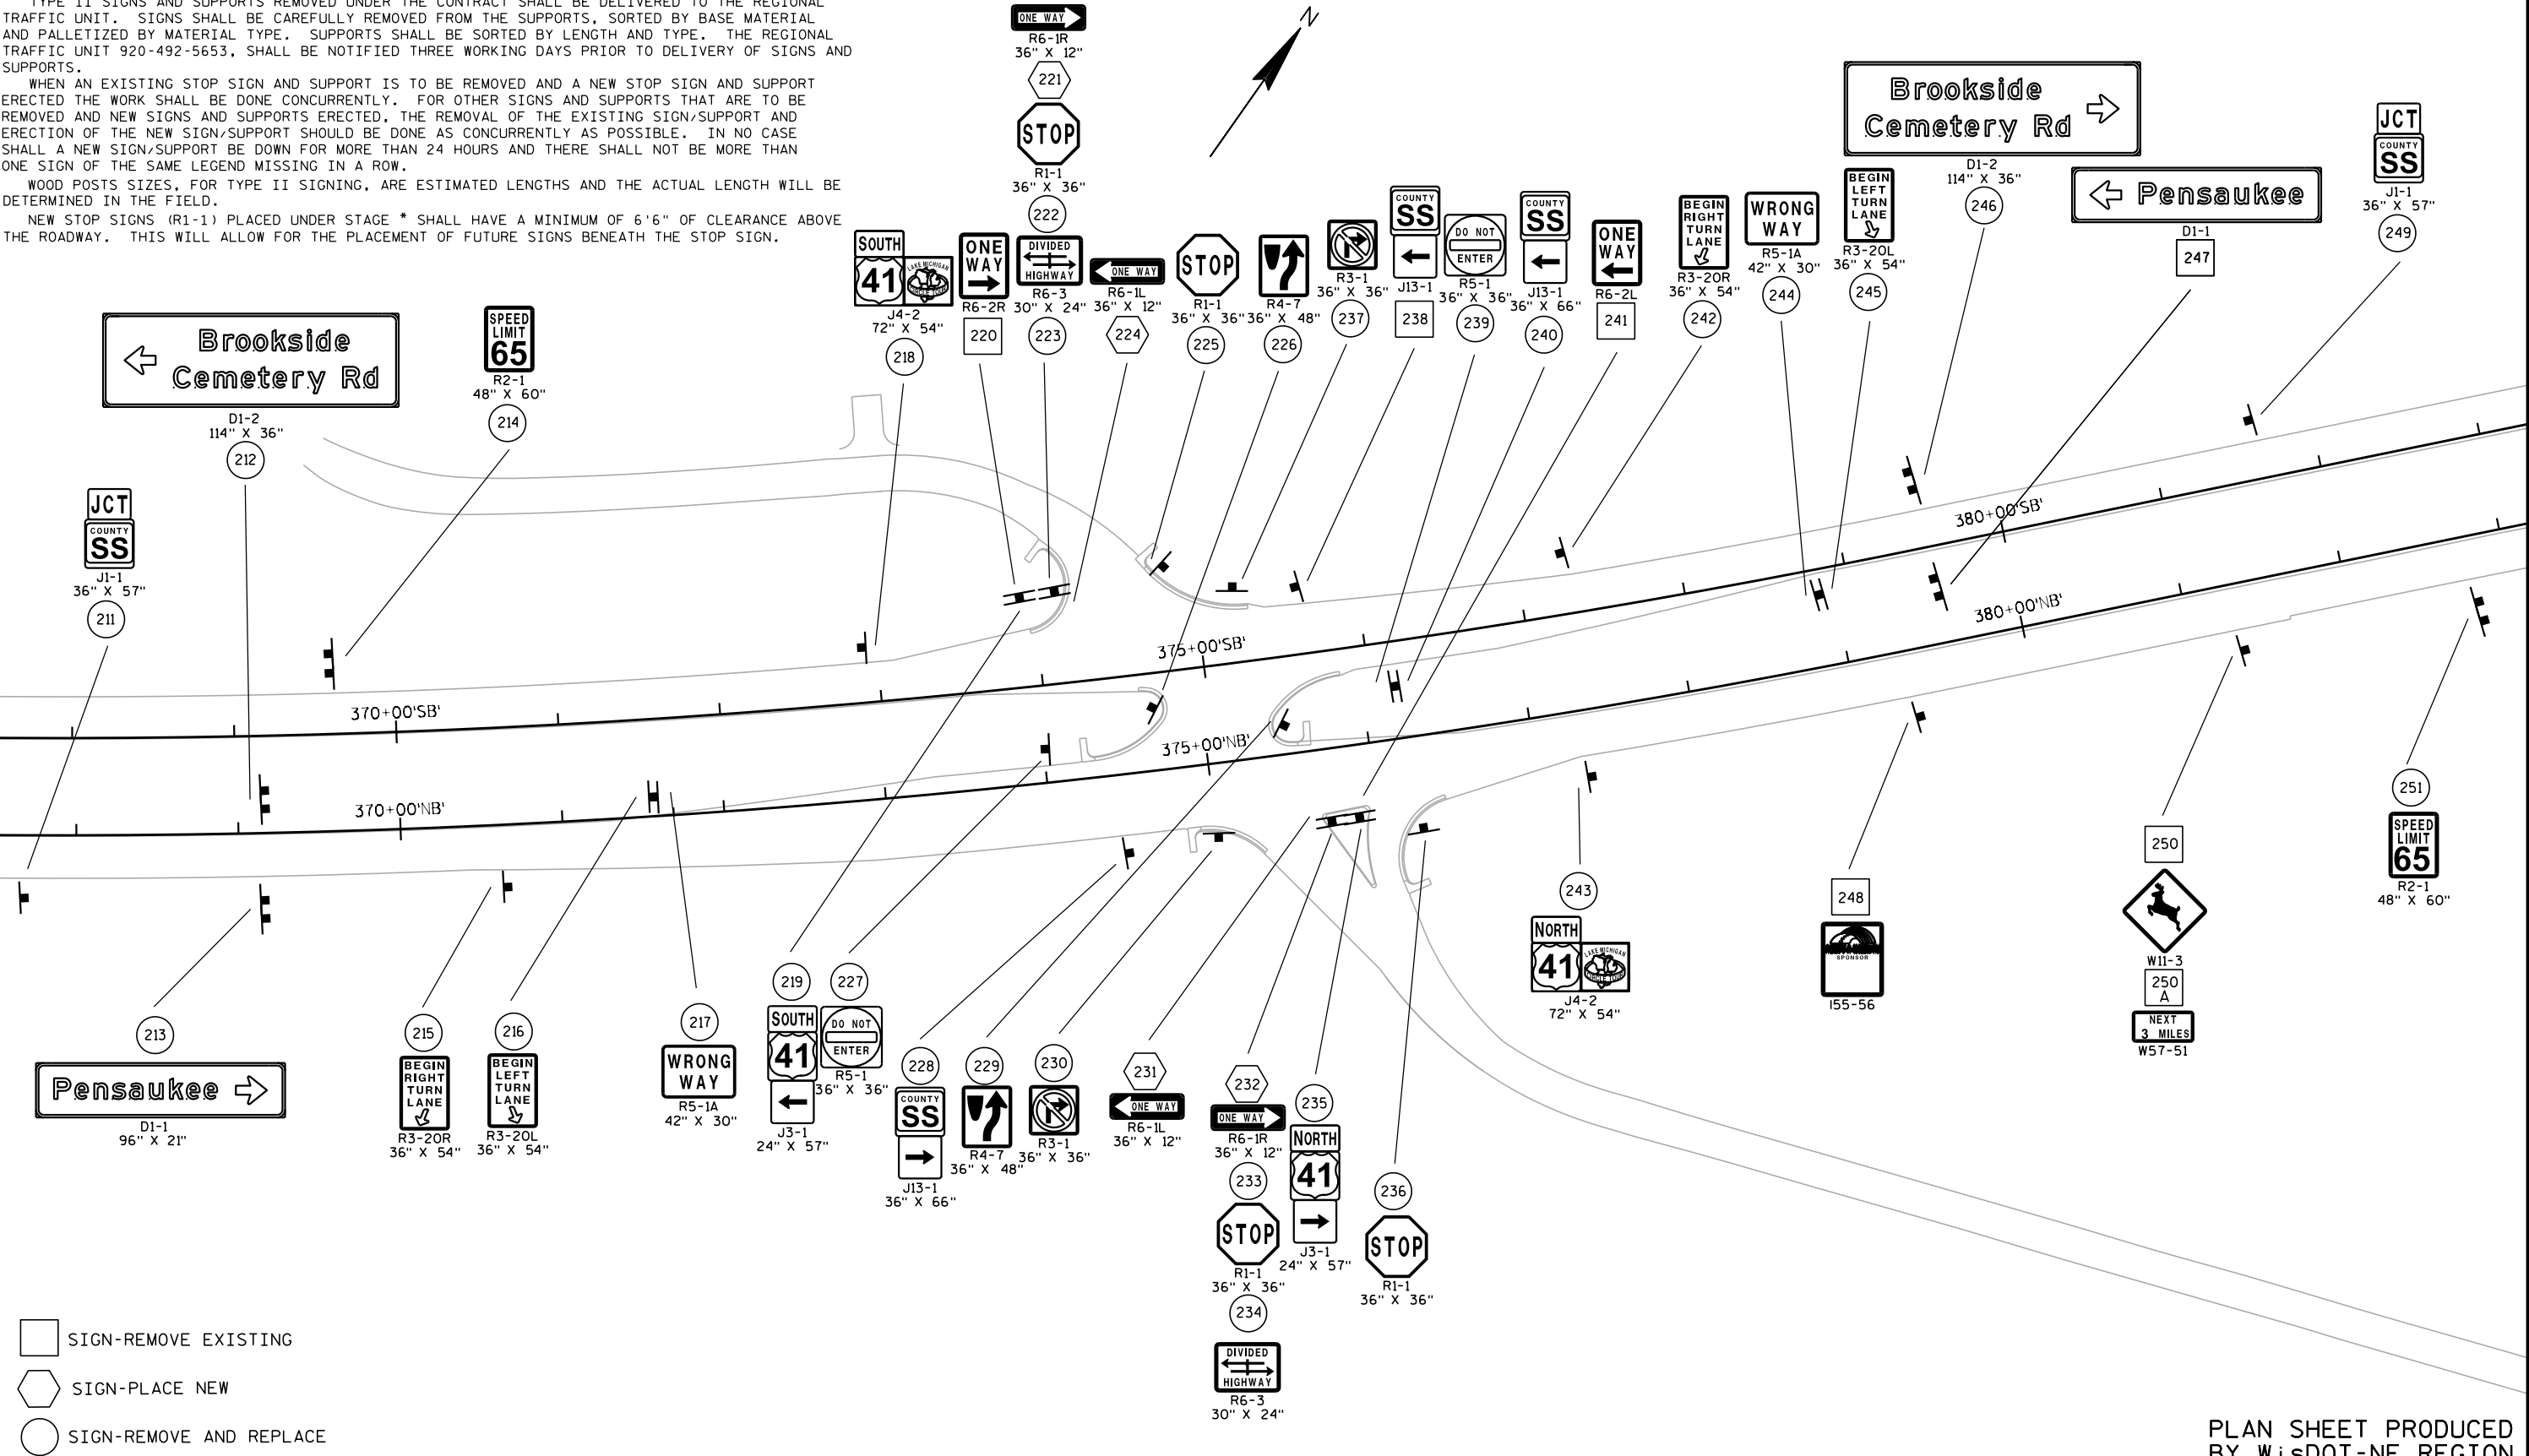 TYPE II SIGNS AND SUPPORTS REMOVED UNDER THE CONTRACT SHALL BE DELIVERED TO THE REGIONAL
TRAFFIC UNIT. SIGNS SHALL BE CAREFULLY REMOVED FROM THE SUPPORTS, SORTED BY BASE MATERIAL
AND PALLETIZED BY MATERIAL TYPE. SUPPORTS SHALL BE SORTED BY LENGTH AND TYPE. THE REGIONAL
TRAFFIC UNIT 920-492-5653, SHALL BE NOTIFIED THREE WORKING DAYS PRIOR TO DELIVERY OF SIGNS AND
SUPPORTS.
WHEN AN EXISTING STOP SIGN AND SUPPORT IS TO BE REMOVED AND A NEW STOP SIGN AND SUPPORT
ERECTED THE WORK SHALL BE DONE CONCURRENTLY. FOR OTHER SIGNS AND SUPPORTS THAT ARE TO BE
REMOVED AND NEW SIGNS AND SUPPORTS ERECTED, THE REMOVAL OF THE EXISTING SIGN/SUPPORT AND
ERECTION OF THE NEW SIGN/SUPPORT SHOULD BE DONE AS CONCURRENTLY AS POSSIBLE. IN NO CASE
SHALL A NEW SIGN/SUPPORT BE DOWN FOR MORE THAN 24 HOURS AND THERE SHALL NOT BE MORE THAN
ONE SIGN OF THE SAME LEGEND MISSING IN A ROW.
WOOD POSTS SIZES, FOR TYPE II SIGNING, ARE ESTIMATED LENGTHS AND THE ACTUAL LENGTH WILL BE
DETERMINED IN THE FIELD.
NEW STOP SIGNS (R1-1) PLACED UNDER STAGE * SHALL HAVE A MINIMUM OF 6'6" OF CLEARANCE ABOVE
THE ROADWAY. THIS WILL ALLOW FOR THE PLACEMENT OF FUTURE SIGNS BENEATH THE STOP SIGN.
N
Brookside
Cemetery Rd
D1-2
114" X 36"
212
SPEED
LIMIT
65
R2-1
48" X 60"
214
JCT
COUNTY
SS
J1-1
36" X 57"
211
SOUTH
41
LAKE MICHIGAN
CIRCLE TOUR
J4-2
72" X 54"
218
ONE
WAY
R6-2R
220
ONE WAY
R6-1R
36" X 12"
221
STOP
R1-1
36" X 36"
222
DIVIDED
HIGHWAY
R6-3
30" X 24"
223
ONE WAY
R6-1L
36" X 12"
224
STOP
R1-1
36" X 36"
225
R4-7
36" X 48"
226
R3-1
36" X 36"
237
COUNTY
SS
J13-1
238
DO NOT
ENTER
R5-1
36" X 36"
239
COUNTY
SS
J13-1
36" X 66"
240
ONE
WAY
R6-2L
241
BEGIN
RIGHT
TURN
LANE
R3-20R
36" X 54"
242
WRONG
WAY
R5-1A
42" X 30"
244
BEGIN
LEFT
TURN
LANE
R3-20L
36" X 54"
245
Brookside
Cemetery Rd
D1-2
114" X 36"
246
Pensaukee
D1-1
247
JCT
COUNTY
SS
J1-1
36" X 57"
249
370+00'SB'
375+00'SB'
380+00'SB'
370+00'NB'
375+00'NB'
380+00'NB'
213
Pensaukee
D1-1
96" X 21"
215
BEGIN
RIGHT
TURN
LANE
R3-20R
36" X 54"
216
BEGIN
LEFT
TURN
LANE
R3-20L
36" X 54"
217
WRONG
WAY
R5-1A
42" X 30"
219
SOUTH
41
J3-1
24" X 57"
227
DO NOT
ENTER
R5-1
36" X 36"
228
COUNTY
SS
J13-1
36" X 66"
229
R4-7
36" X 48"
230
R3-1
36" X 36"
231
ONE WAY
R6-1L
36" X 12"
232
ONE WAY
R6-1R
36" X 12"
233
STOP
R1-1
36" X 36"
234
DIVIDED
HIGHWAY
R6-3
30" X 24"
235
NORTH
41
J3-1
24" X 57"
236
STOP
R1-1
36" X 36"
243
NORTH
41
LAKE MICHIGAN
CIRCLE TOUR
J4-2
72" X 54"
248
SPONSOR
I55-56
250
W11-3
250
A
NEXT
3 MILES
W57-51
251
SPEED
LIMIT
65
R2-1
48" X 60"
SIGN-REMOVE EXISTING
SIGN-PLACE NEW
SIGN-REMOVE AND REPLACE
PLAN SHEET PRODUCED
BY WisDOT-NE REGION